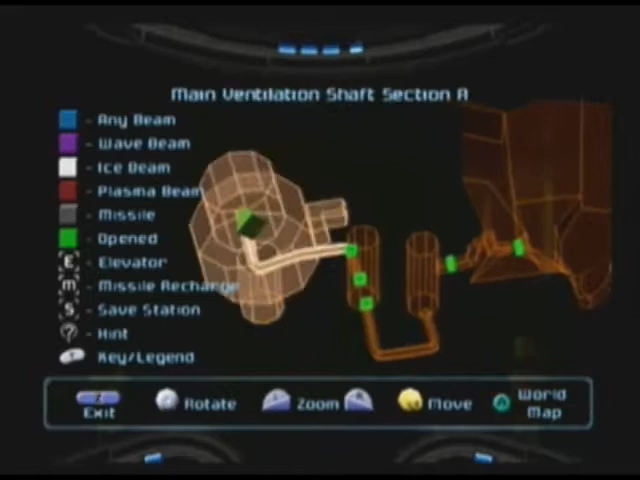 Main Ventilation Shaft Section A
- Any Beam
- Wave Beam
- Ice Beam
- Plasma Beam
- Missile
- Opened
E - Elevator
m - Missile Recharge
S - Save Station
? - Hint
- Key/Legend
Z
Exit
Rotate
L
Zoom
R
C
Move
World
Map